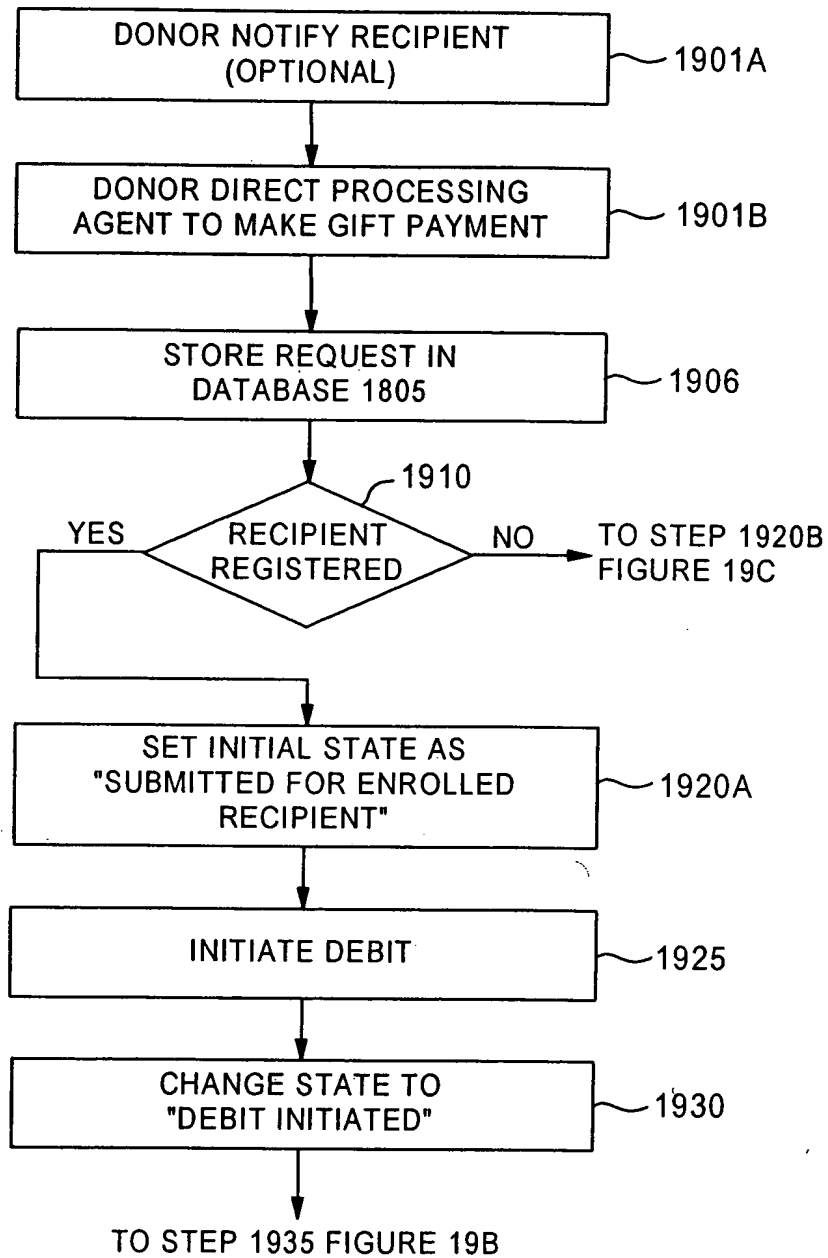 DONOR NOTIFY RECIPIENT
(OPTIONAL)
1901A
DONOR DIRECT PROCESSING
AGENT TO MAKE GIFT PAYMENT
1901B
STORE REQUEST IN
DATABASE 1805
1906
1910
YES
RECIPIENT
REGISTERED
NO
TO STEP 1920B
FIGURE 19C
SET INITIAL STATE AS
"SUBMITTED FOR ENROLLED
RECIPIENT"
1920A
INITIATE DEBIT
1925
CHANGE STATE TO
"DEBIT INITIATED"
1930
TO STEP 1935 FIGURE 19B